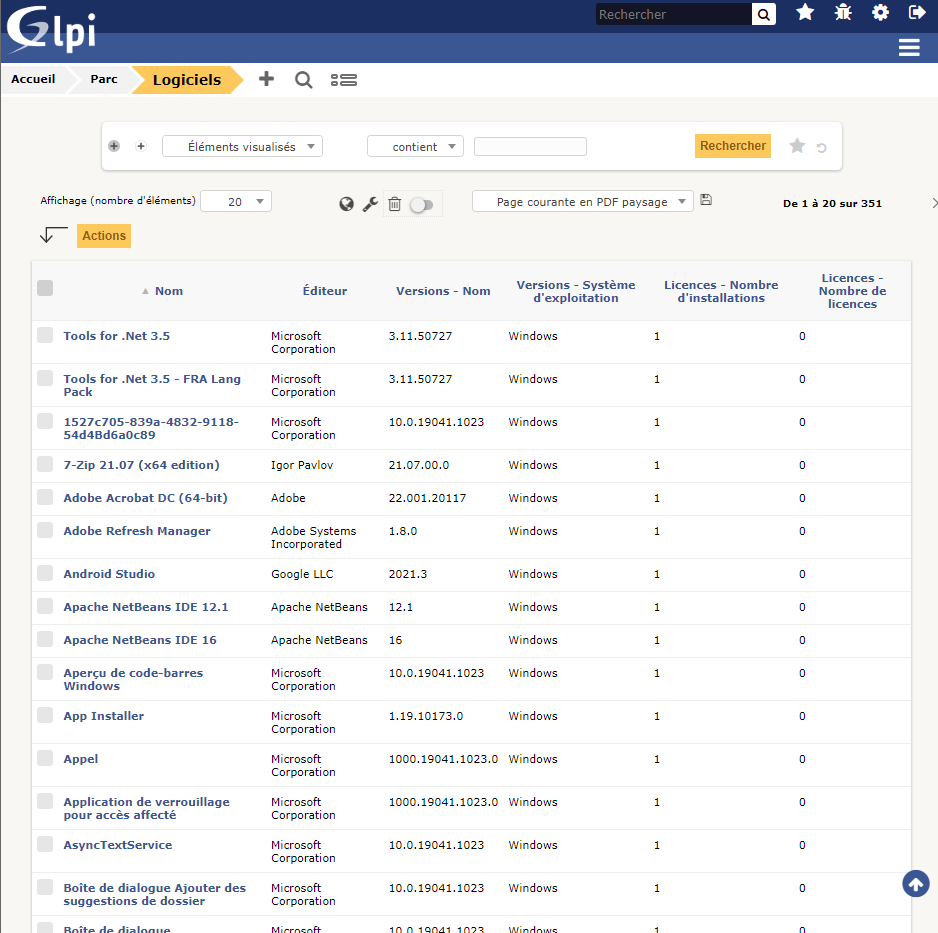 Glpi
Rechercher
Accueil Parc Logiciels
Éléments visualisés contient Rechercher
Affichage (nombre d'éléments) 20 Page courante en PDF paysage De 1 à 20 sur 351
Actions
Nom Éditeur Versions - Nom Versions - Système d'exploitation Licences - Nombre d'installations Licences - Nombre de licences
Tools for .Net 3.5 Microsoft Corporation 3.11.50727 Windows 1 0
Tools for .Net 3.5 - FRA Lang Pack Microsoft Corporation 3.11.50727 Windows 1 0
1527c705-839a-4832-9118-54d4Bd6a0c89 Microsoft Corporation 10.0.19041.1023 Windows 1 0
7-Zip 21.07 (x64 edition) Igor Pavlov 21.07.00.0 Windows 1 0
Adobe Acrobat DC (64-bit) Adobe 22.001.20117 Windows 1 0
Adobe Refresh Manager Adobe Systems Incorporated 1.8.0 Windows 1 0
Android Studio Google LLC 2021.3 Windows 1 0
Apache NetBeans IDE 12.1 Apache NetBeans 12.1 Windows 1 0
Apache NetBeans IDE 16 Apache NetBeans 16 Windows 1 0
Aperçu de code-barres Windows Microsoft Corporation 10.0.19041.1023 Windows 1 0
App Installer Microsoft Corporation 1.19.10173.0 Windows 1 0
Appel Microsoft Corporation 1000.19041.1023.0 Windows 1 0
Application de verrouillage pour accès affecté Microsoft Corporation 1000.19041.1023.0 Windows 1 0
AsyncTextService Microsoft Corporation 10.0.19041.1023 Windows 1 0
Boîte de dialogue Ajouter des suggestions de dossier Microsoft Corporation 10.0.19041.1023 Windows 1 0
Boîte de dialogue Microsoft 10.0.19041.1023 Windows 1 0